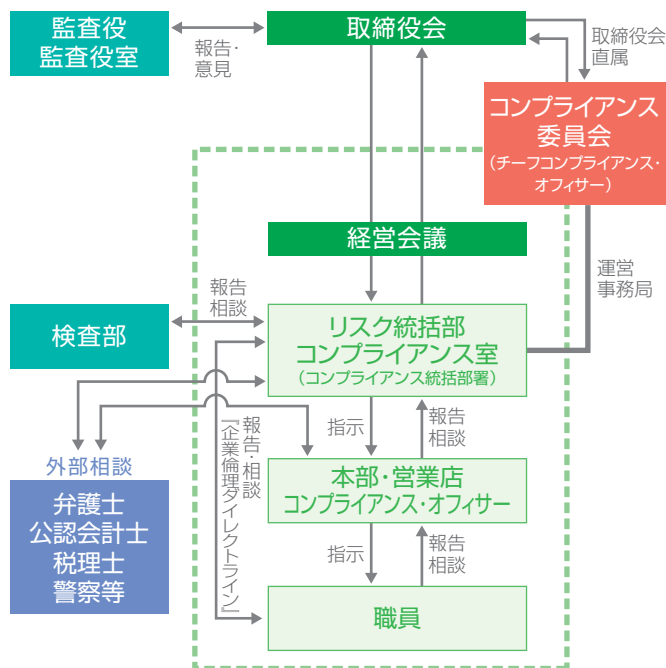 監査役
監査役室
報告・
意見
取締役会
取締役会
直属
コンプライアンス
委員会
（チーフコンプライアンス・
オフィサー）
経営会議
運営
事務局
検査部
報告
相談
リスク統括部
コンプライアンス室
（コンプライアンス統括部署）
指示
報告
相談
報告・相談
『企業倫理ダイレクトライン』
外部相談
弁護士
公認会計士
税理士
警察等
本部・営業店
コンプライアンス・オフィサー
指示
報告
相談
職員